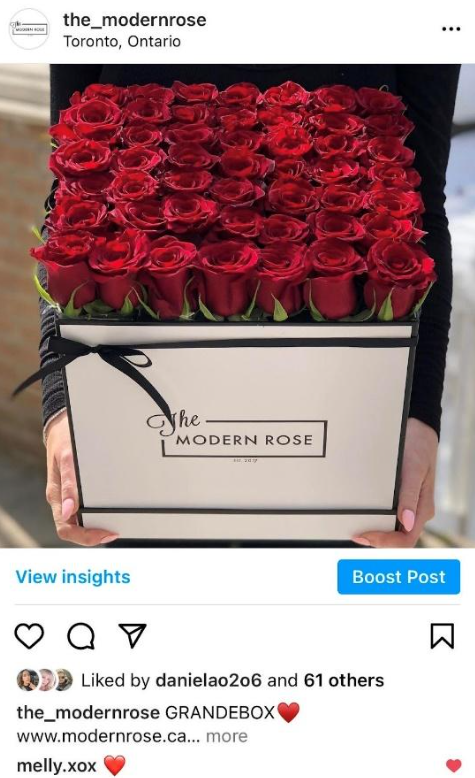 the_modernrose
Toronto, Ontario
The
MODERN ROSE
View insights
Boost Post
Liked by danielao2o6 and 61 others
the_modernrose GRANDEBOX❤️
www.modernrose.ca... more
melly.xox ❤️